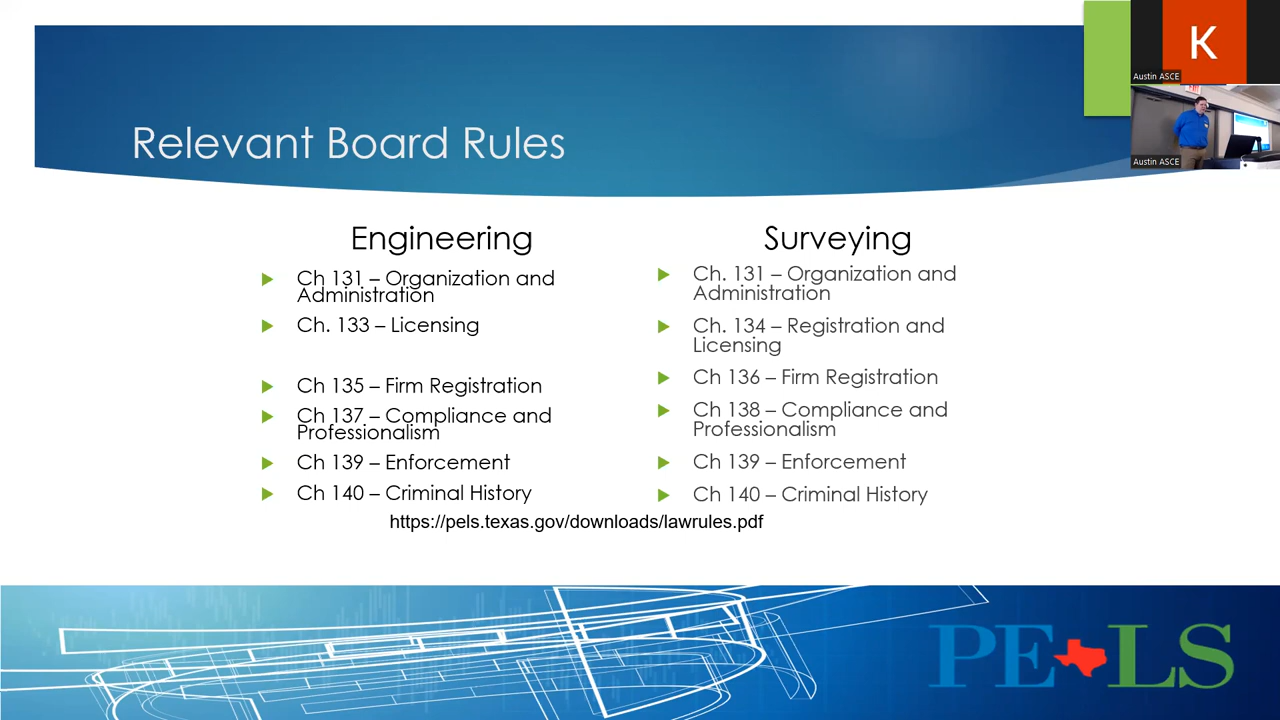 K
Austin ASCE
Austin ASCE
Relevant Board Rules
Engineering
Ch 131 – Organization and
Administration
Ch. 133 – Licensing
Ch 135 – Firm Registration
Ch 137 – Compliance and
Professionalism
Ch 139 – Enforcement
Ch 140 – Criminal History
Surveying
Ch. 131 – Organization and
Administration
Ch. 134 – Registration and
Licensing
Ch 136 – Firm Registration
Ch 138 – Compliance and
Professionalism
Ch 139 – Enforcement
Ch 140 – Criminal History
https://pels.texas.gov/downloads/lawrules.pdf
PE LS